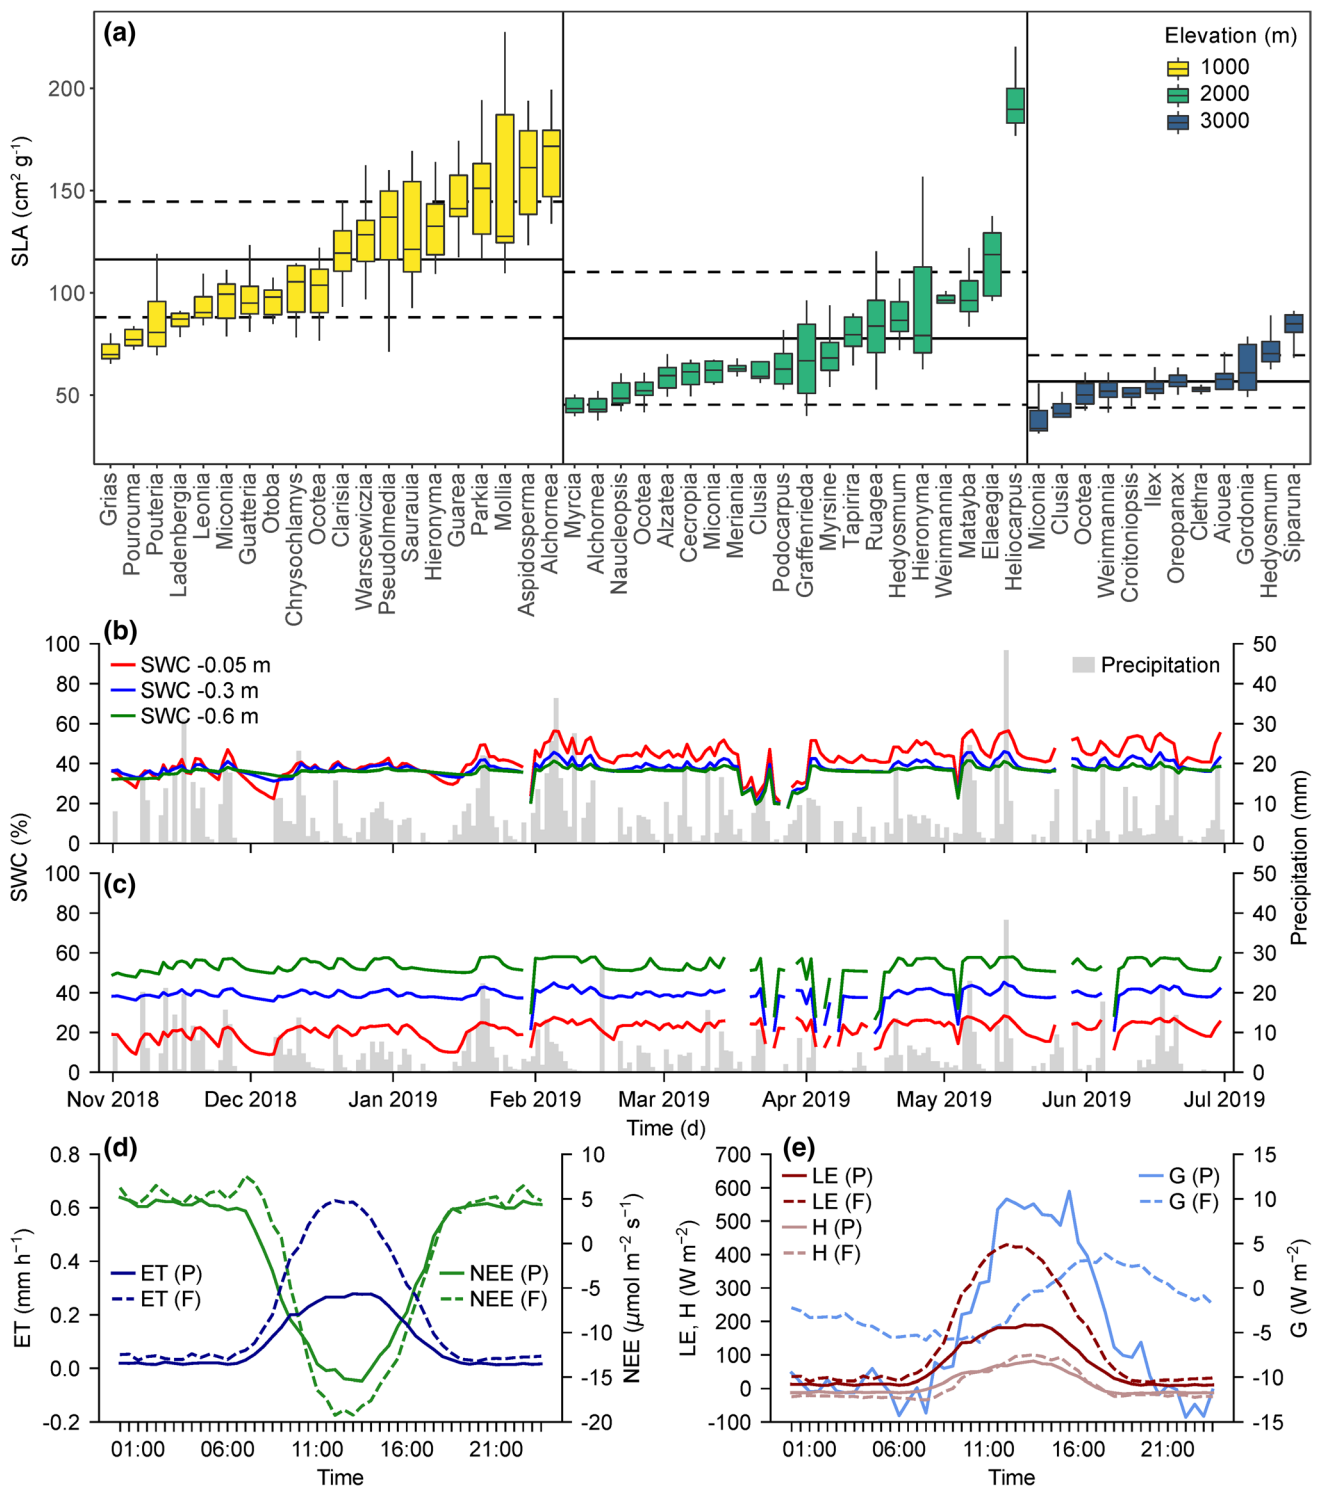 (a)
Elevation (m)
1000
2000
3000
SLA (cm² g⁻¹)
200
150
100
50
Grias
Pourouma
Pouteria
Ladenbergia
Leonia
Miconia
Guatteria
Otoba
Chrysochlamys
Ocotea
Clarisia
Warscewiczia
Pseudolmedia
Saurauia
Hieronyma
Guarea
Parkia
Mollia
Aspidosperma
Alchornea
Myrcia
Alchornea
Naucleopsis
Ocotea
Alzatea
Cecropia
Miconia
Meriania
Clusia
Podocarpus
Graffenrieda
Myrsine
Tapirira
Ruagea
Hedyosmum
Hieronyma
Weinmannia
Matayba
Elaeagia
Heliocarpus
Miconia
Clusia
Ocotea
Weinmannia
Croitoniopsis
Ilex
Oreopanax
Clethra
Aiouea
Gordonia
Hedyosmum
Siparuna
(b)
SWC -0.05 m
SWC -0.3 m
SWC -0.6 m
Precipitation
100
80
60
40
20
0
50
40
30
20
10
0
SWC (%)
Precipitation (mm)
(c)
100
80
60
40
20
0
50
40
30
20
10
0
Nov 2018 Dec 2018 Jan 2019 Feb 2019 Mar 2019 Apr 2019 May 2019 Jun 2019 Jul 2019
Time (d)
(d)
0.8
0.6
0.4
0.2
0.0
-0.2
ET (mm h⁻¹)
ET (P)
ET (F)
NEE (P)
NEE (F)
10
5
0
-5
-10
-15
-20
NEE (μmol m⁻² s⁻¹)
01:00 06:00 11:00 16:00 21:00
Time
(e)
700
600
500
400
300
200
100
0
-100
LE, H (W m⁻²)
LE (P)
LE (F)
H (P)
H (F)
G (P)
G (F)
15
10
5
0
-5
-10
-15
G (W m⁻²)
01:00 06:00 11:00 16:00 21:00
Time